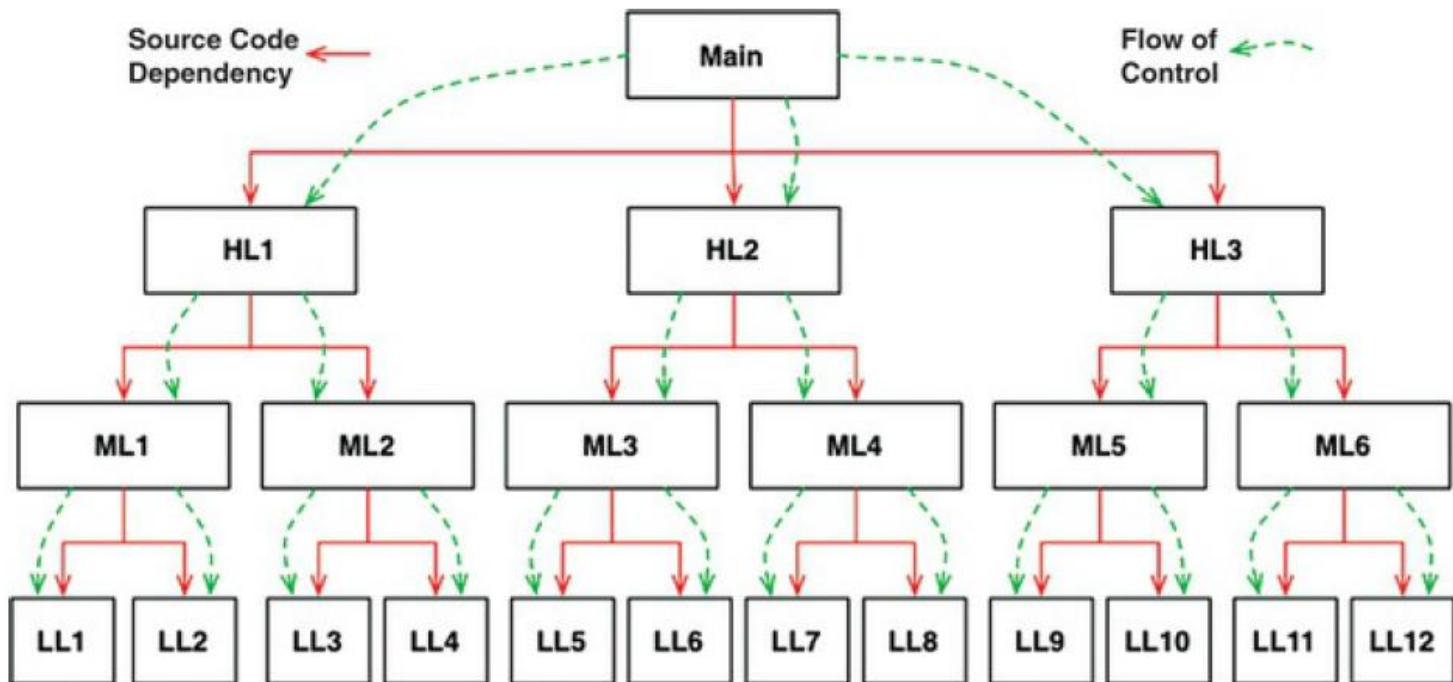 Source Code
Dependency
Main
Flow of
Control
HL1 HL2 HL3
ML1 ML2 ML3 ML4 ML5 ML6
LL1 LL2 LL3 LL4 LL5 LL6 LL7 LL8 LL9 LL10 LL11 LL12